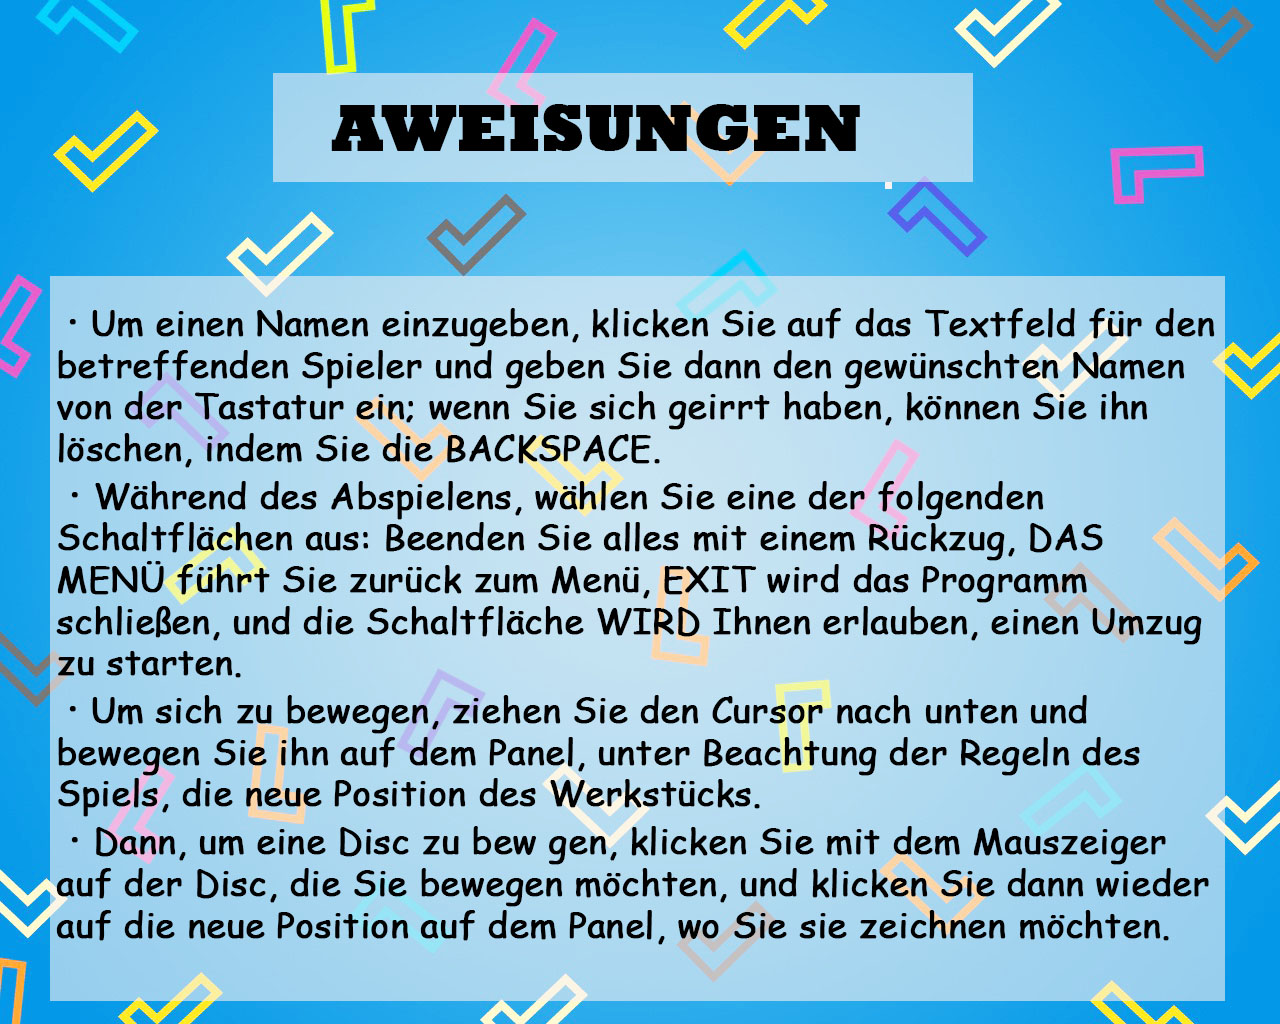 AWEISUNGEN
· Um einen Namen einzugeben, klicken Sie auf das Textfeld für den
betreffenden Spieler und geben Sie dann den gewünschten Namen
von der Tastatur ein; wenn Sie sich geirrt haben, können Sie ihn
löschen, indem Sie die BACKSPACE.
· Während des Abspielens, wählen Sie eine der folgenden
Schaltflächen aus: Beenden Sie alles mit einem Rückzug, DAS
MENÜ führt Sie zurück zum Menü, EXIT wird das Programm
schließen, und die Schaltfläche WIRD Ihnen erlauben, einen Umzug
zu starten.
· Um sich zu bewegen, ziehen Sie den Cursor nach unten und
bewegen Sie ihn auf dem Panel, unter Beachtung der Regeln des
Spiels, die neue Position des Werkstücks.
· Dann, um eine Disc zu bew gen, klicken Sie mit dem Mauszeiger
auf der Disc, die Sie bewegen möchten, und klicken Sie dann wieder
auf die neue Position auf dem Panel, wo Sie sie zeichnen möchten.